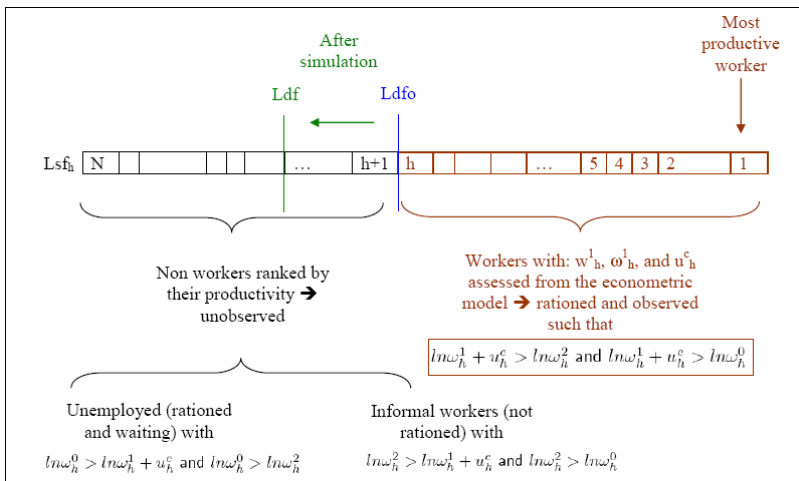 After
simulation
Most
productive
worker
Ldf
Ldfo
Lsfₕ N ... h+1 h ... 5 4 3 2 1
Non workers ranked by
their productivity ➔
unobserved
Workers with: w¹ₕ, ω¹ₕ, and uᶜₕ
assessed from the econometric
model ➔ rationed and observed
such that
lnω¹ₕ + uᶜₕ > lnω²ₕ and lnω¹ₕ + uᶜₕ > lnω⁰ₕ
Unemployed (rationed
and waiting) with
lnω⁰ₕ > lnω¹ₕ + uᶜₕ and lnω⁰ₕ > lnω²ₕ
Informal workers (not
rationed) with
lnω²ₕ > lnω¹ₕ + uᶜₕ and lnω²ₕ > lnω⁰ₕ